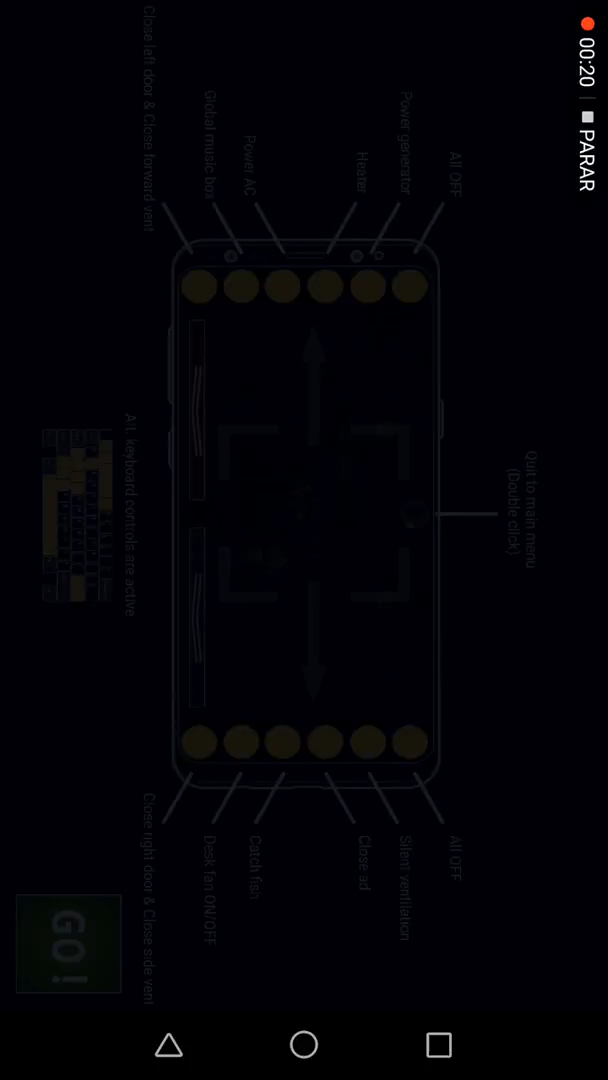 00:20 | PARAR
All OFF
Power generator
Heater
Power AC
Global music box
Close left door & Close forward vent
Quit to main menu
(Double click)
Alt. keyboard controls are active
All OFF
Silent ventilation
Close ad
Catch fish
Desk fan ON/OFF
Close right door & Close side vent
GO!